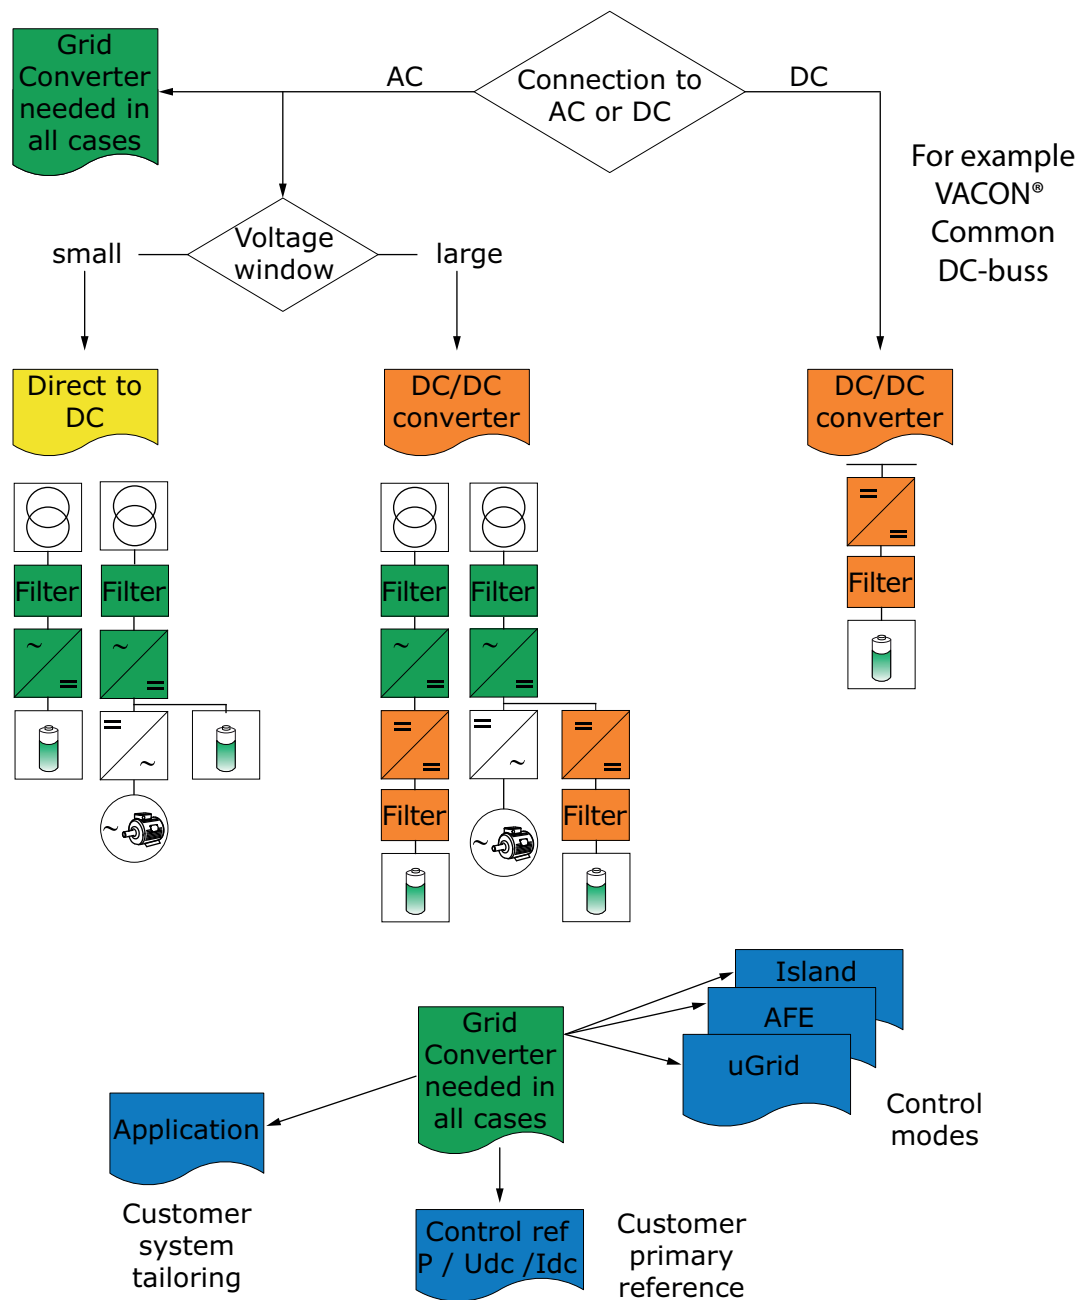 Grid
Converter
needed in
all cases
AC
Connection to
AC or DC
DC
For example
VACON®
Common
DC-buss
small
Voltage
window
large
Direct to
DC
DC/DC
converter
DC/DC
converter
Filter
Filter
Filter
Filter
Filter
~
=
~
=
~
=
~
=
=
=
=
~
=
=
=
~
=
=
Filter
Filter
~
~
Island
AFE
uGrid
Control
modes
Grid
Converter
needed in
all cases
Application
Customer
system
tailoring
Control ref
P / Udc /Idc
Customer
primary
reference